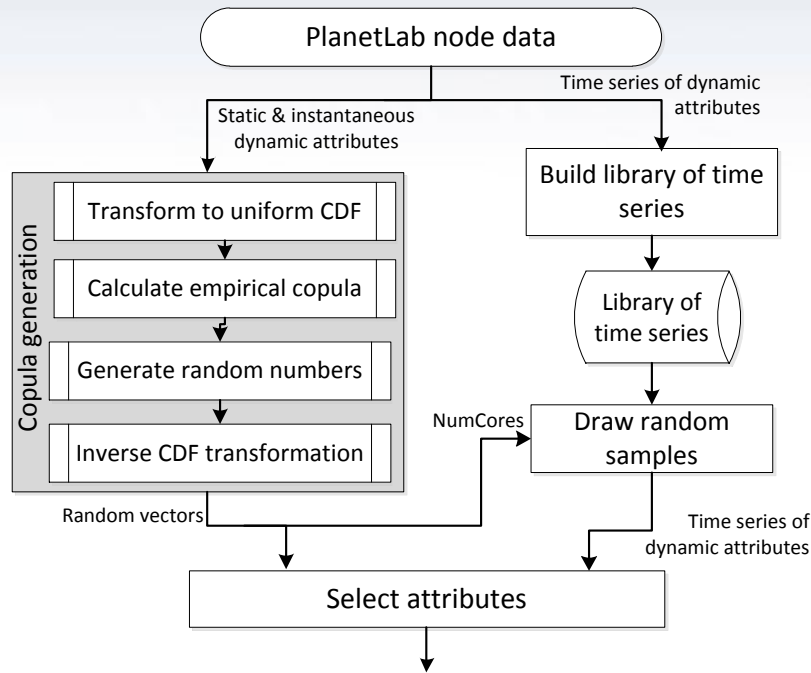 PlanetLab node data
Time series of dynamic
attributes
Static & instantaneous
dynamic attributes
Build library of time
series
Copula generation
Transform to uniform CDF
Calculate empirical copula
Generate random numbers
Inverse CDF transformation
Library of
time series
NumCores
Draw random
samples
Random vectors
Time series of
dynamic attributes
Select attributes